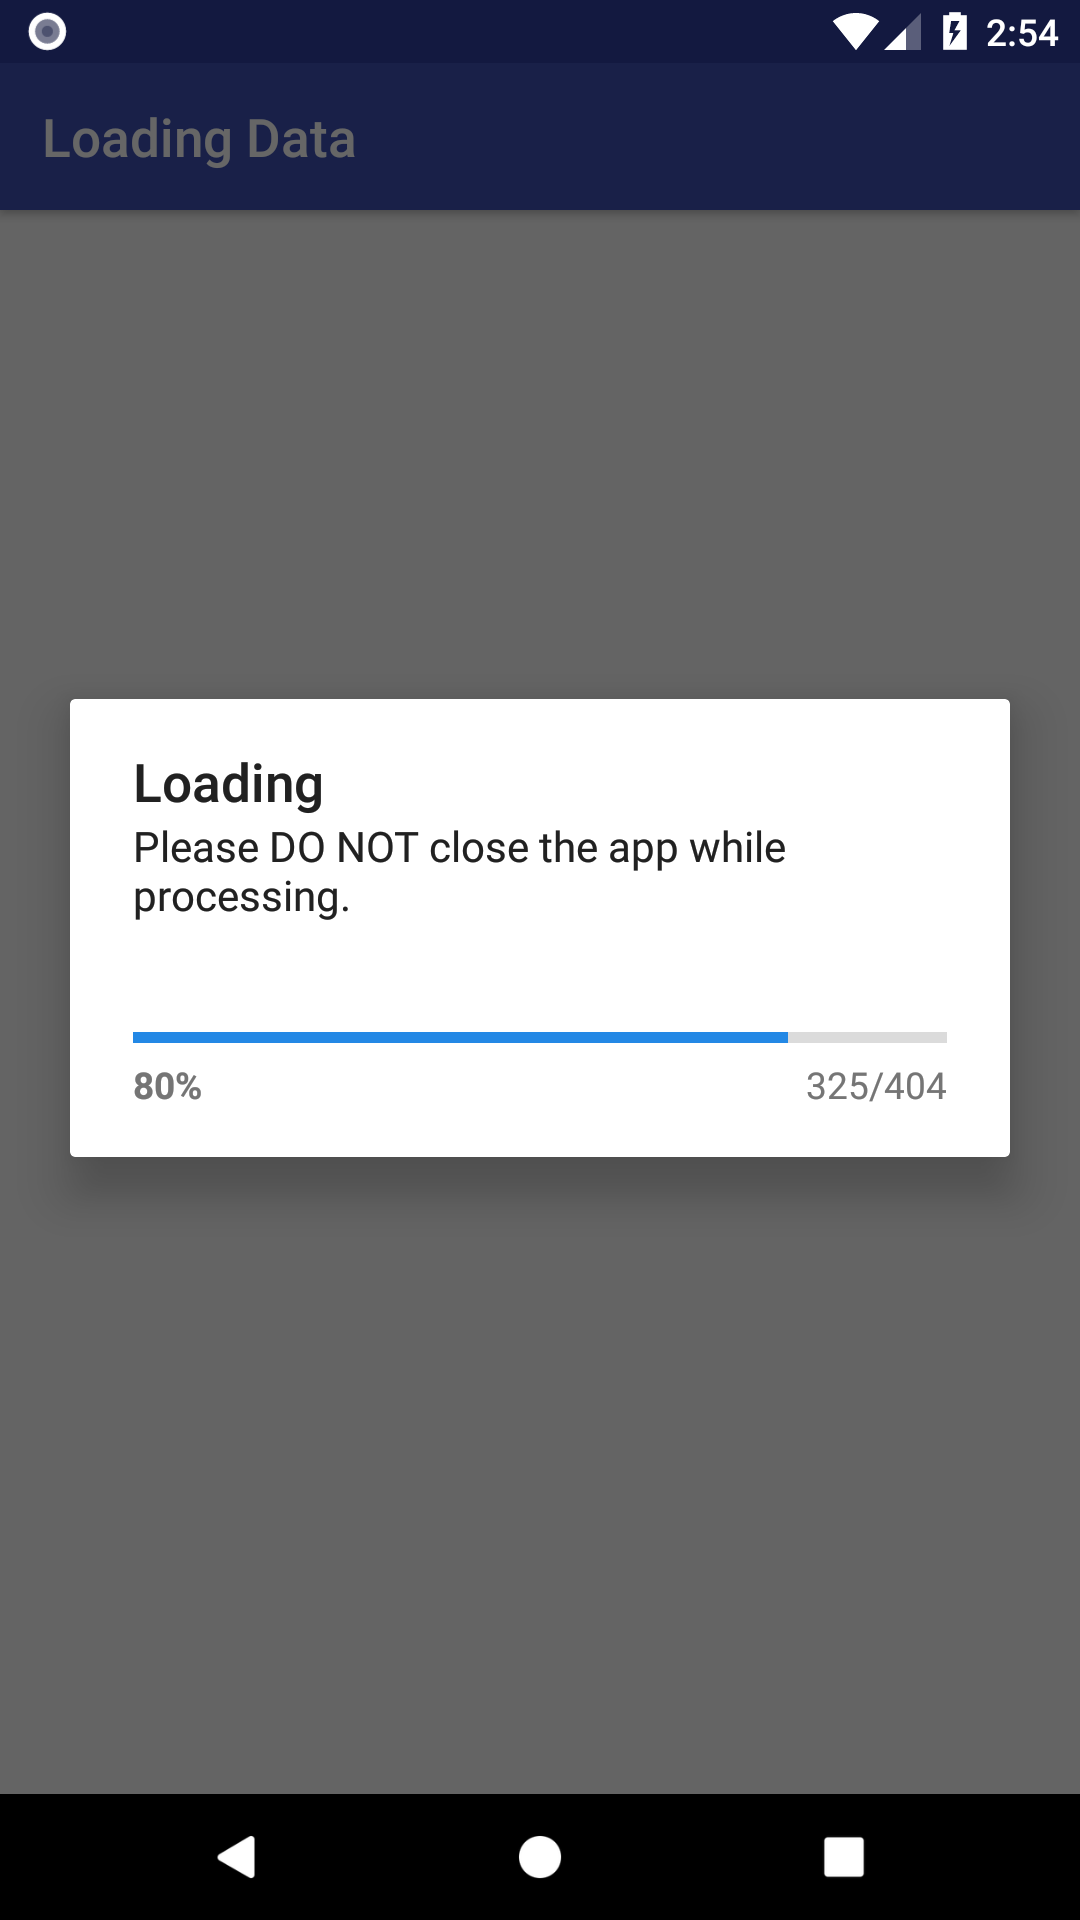 2:54
Loading Data
Loading
Please DO NOT close the app while
processing.
80% 325/404